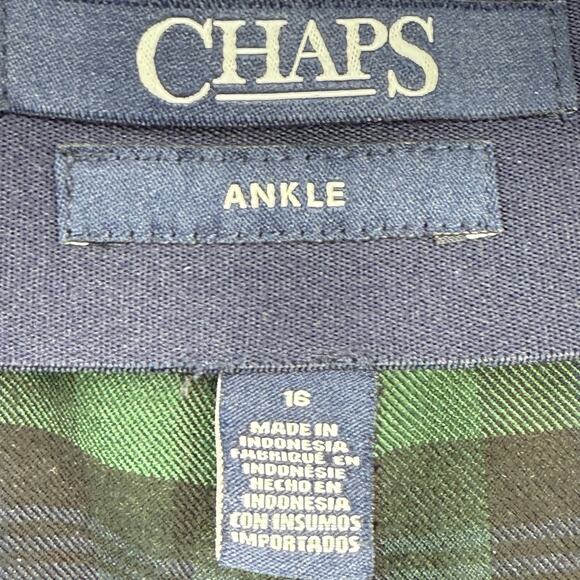 CHAPS
ANKLE
16
MADE IN
INDONESIA
FABRIQUÉ EN
INDONÉSIE
HECHO EN
INDONESIA
CON INSUMOS
IMPORTADOS